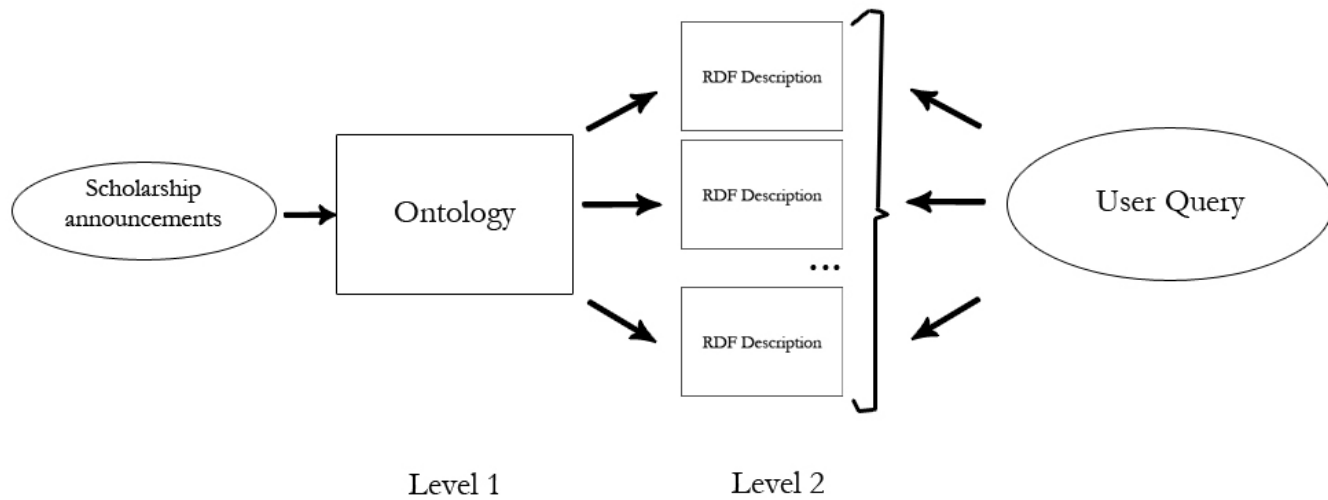 Scholarship
announcements
Ontology
RDF Description
RDF Description
...
RDF Description
User Query
Level 1
Level 2